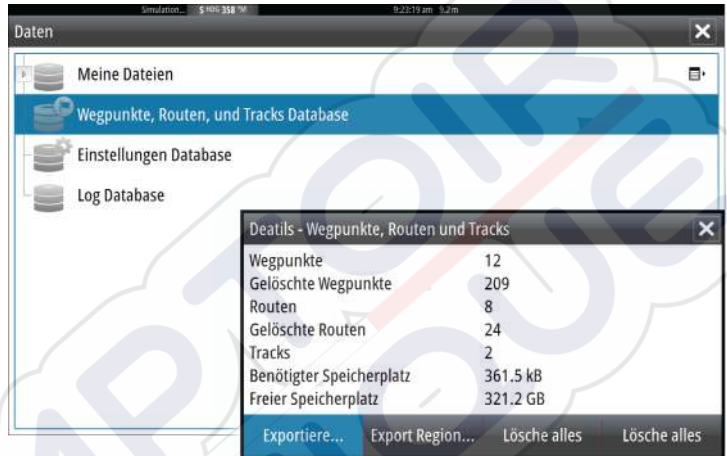 Simulation... S HDG 358 °M 9:23:19 am 9.2 m
Daten
Meine Dateien
Wegpunkte, Routen, und Tracks Database
Einstellungen Database
Log Database
Deatils - Wegpunkte, Routen und Tracks
Wegpunkte 12
Gelöschte Wegpunkte 209
Routen 8
Gelöschte Routen 24
Tracks 2
Benötigter Speicherplatz 361.5 kB
Freier Speicherplatz 321.2 GB
Exportiere... Export Region... Lösche alles Lösche alles